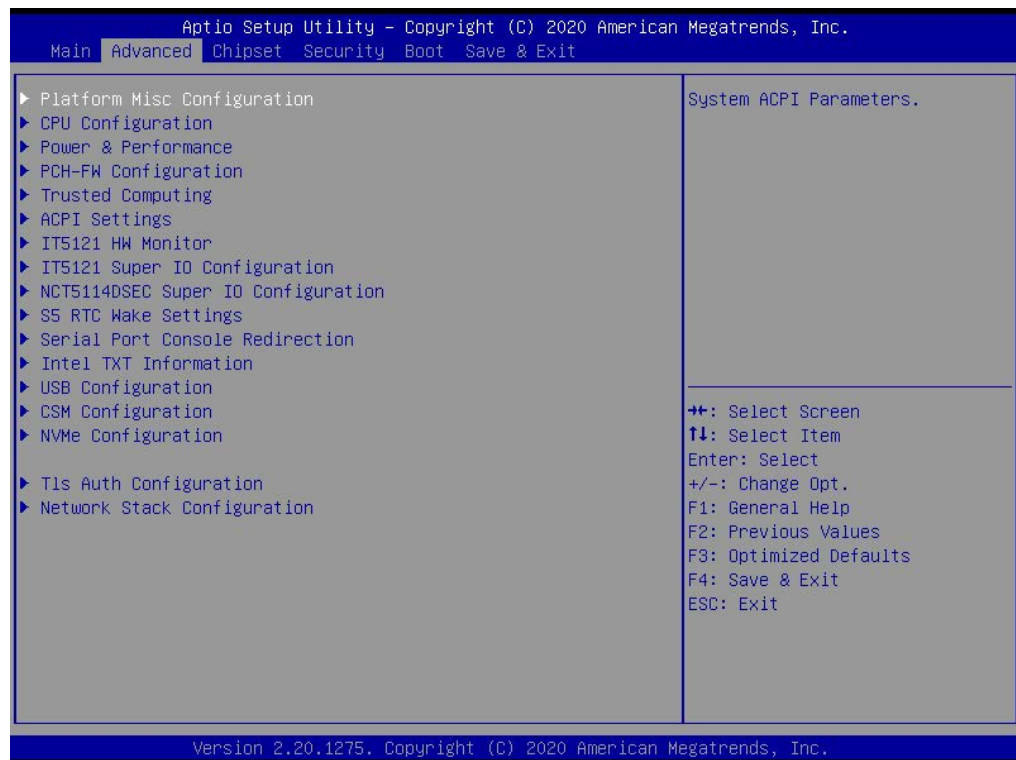 Aptio Setup Utility – Copyright (C) 2020 American Megatrends, Inc.
Main Advanced Chipset Security Boot Save & Exit
▶ Platform Misc Configuration
▶ CPU Configuration
▶ Power & Performance
▶ PCH-FW Configuration
▶ Trusted Computing
▶ ACPI Settings
▶ IT5121 HW Monitor
▶ IT5121 Super IO Configuration
▶ NCT5114DSEC Super IO Configuration
▶ S5 RTC Wake Settings
▶ Serial Port Console Redirection
▶ Intel TXT Information
▶ USB Configuration
▶ CSM Configuration
▶ NVMe Configuration
▶ Tls Auth Configuration
▶ Network Stack Configuration
System ACPI Parameters.
→←: Select Screen
↑↓: Select Item
Enter: Select
+/-: Change Opt.
F1: General Help
F2: Previous Values
F3: Optimized Defaults
F4: Save & Exit
ESC: Exit
Version 2.20.1275. Copyright (C) 2020 American Megatrends, Inc.